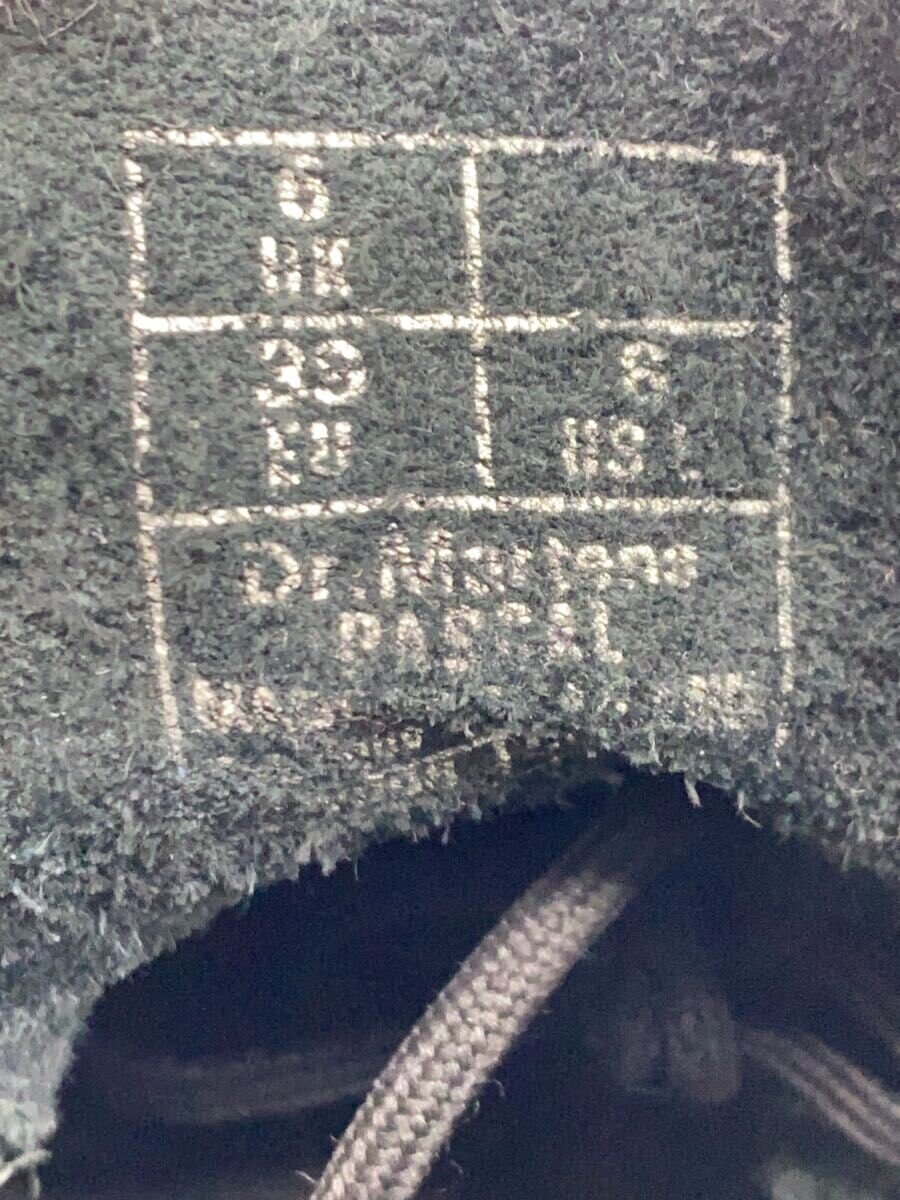 6
UK
39
EU
8
US L
Dr.Martens
PASCAL